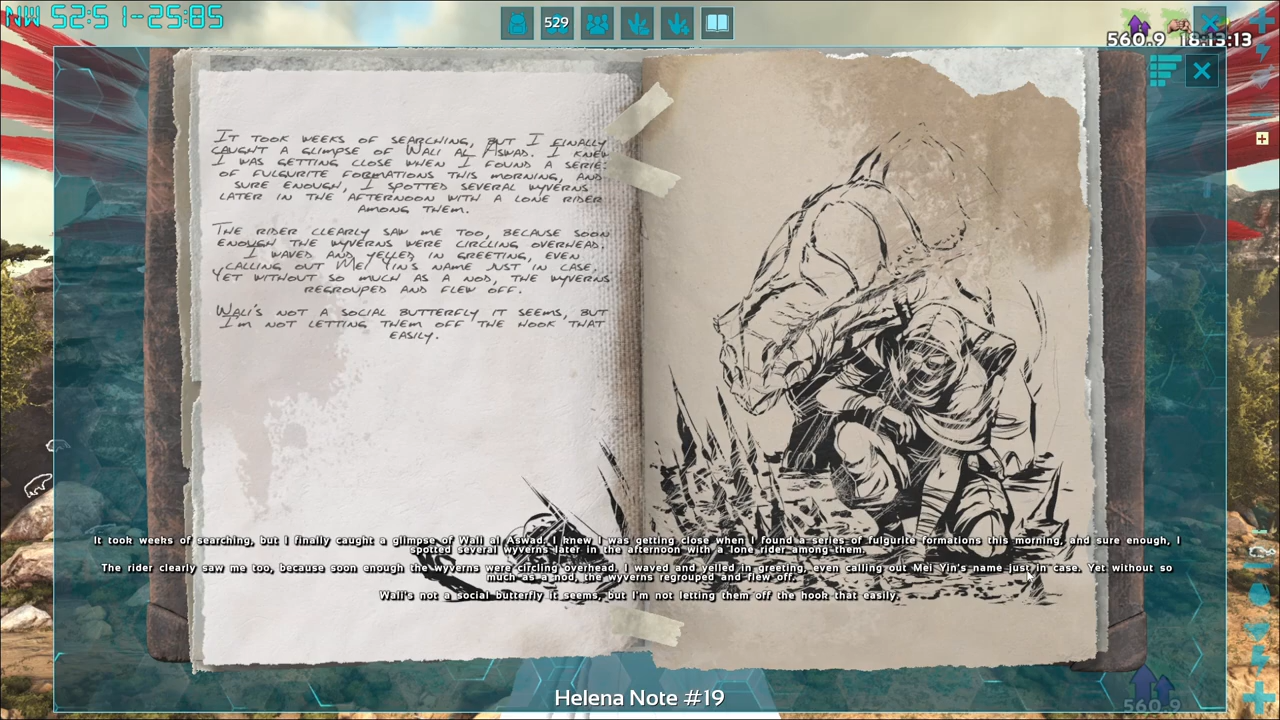 NW 52:5 1-25:85
529
560.9 18:13:13
IT TOOK WEEKS OF SEARCHING, BUT I FINALLY
CAUGHT A GLIMPSE OF WALI AL ASWAD. I KNEW
I WAS GETTING CLOSE WHEN I FOUND A SERIE
OF FULGURITE FORMATIONS THIS MORNING, AND
SURE ENOUGH, I SPOTTED SEVERAL WYVERNS
LATER IN THE AFTERNOON WITH A LONE RIDER
AMONG THEM.
THE RIDER CLEARLY SAW ME TOO, BECAUSE SOON
ENOUGH THE WYVERNS WERE CIRCLING OVERHEAD.
I WAVED AND YELLED IN GREETING, EVEN
CALLING OUT MEI YIN'S NAME JUST IN CASE.
YET WITHOUT SO MUCH AS A NOD, THE WYVERNS
REGROUPED AND FLEW OFF.
WALI'S NOT A SOCIAL BUTTERFLY IT SEEMS, BUT
I'M NOT LETTING THEM OFF THE HOOK THAT
EASILY.
It took weeks of searching, but I finally caught a glimpse of Wali al Aswad. I knew I was getting close when I found a series of fulgurite formations this morning, and sure enough, I
spotted several wyverns later in the afternoon with a lone rider among them.
The rider clearly saw me too, because soon enough the wyverns were circling overhead. I waved and yelled in greeting, even calling out Mei Yin's name just in case. Yet without so
much as a nod, the wyverns regrouped and flew off.
Wali's not a social butterfly it seems, but I'm not letting them off the hook that easily.
Helena Note #19
560.9